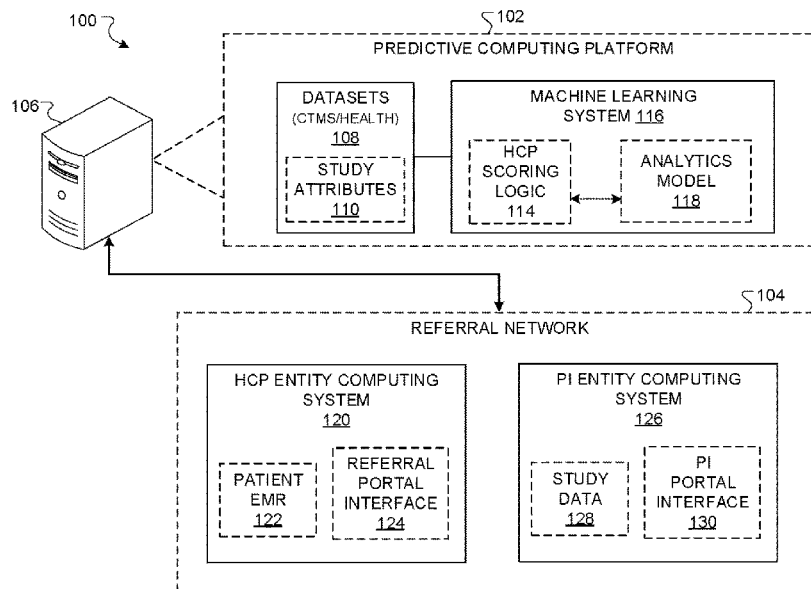 100
102
PREDICTIVE COMPUTING PLATFORM
106
DATASETS
(CTMS/HEALTH)
108
STUDY
ATTRIBUTES
110
MACHINE LEARNING
SYSTEM 116
HCP
SCORING
LOGIC
114
ANALYTICS
MODEL
118
104
REFERRAL NETWORK
HCP ENTITY COMPUTING
SYSTEM
120
PATIENT
EMR
122
REFERRAL
PORTAL
INTERFACE
124
PI ENTITY COMPUTING
SYSTEM
126
STUDY
DATA
128
PI
PORTAL
INTERFACE
130